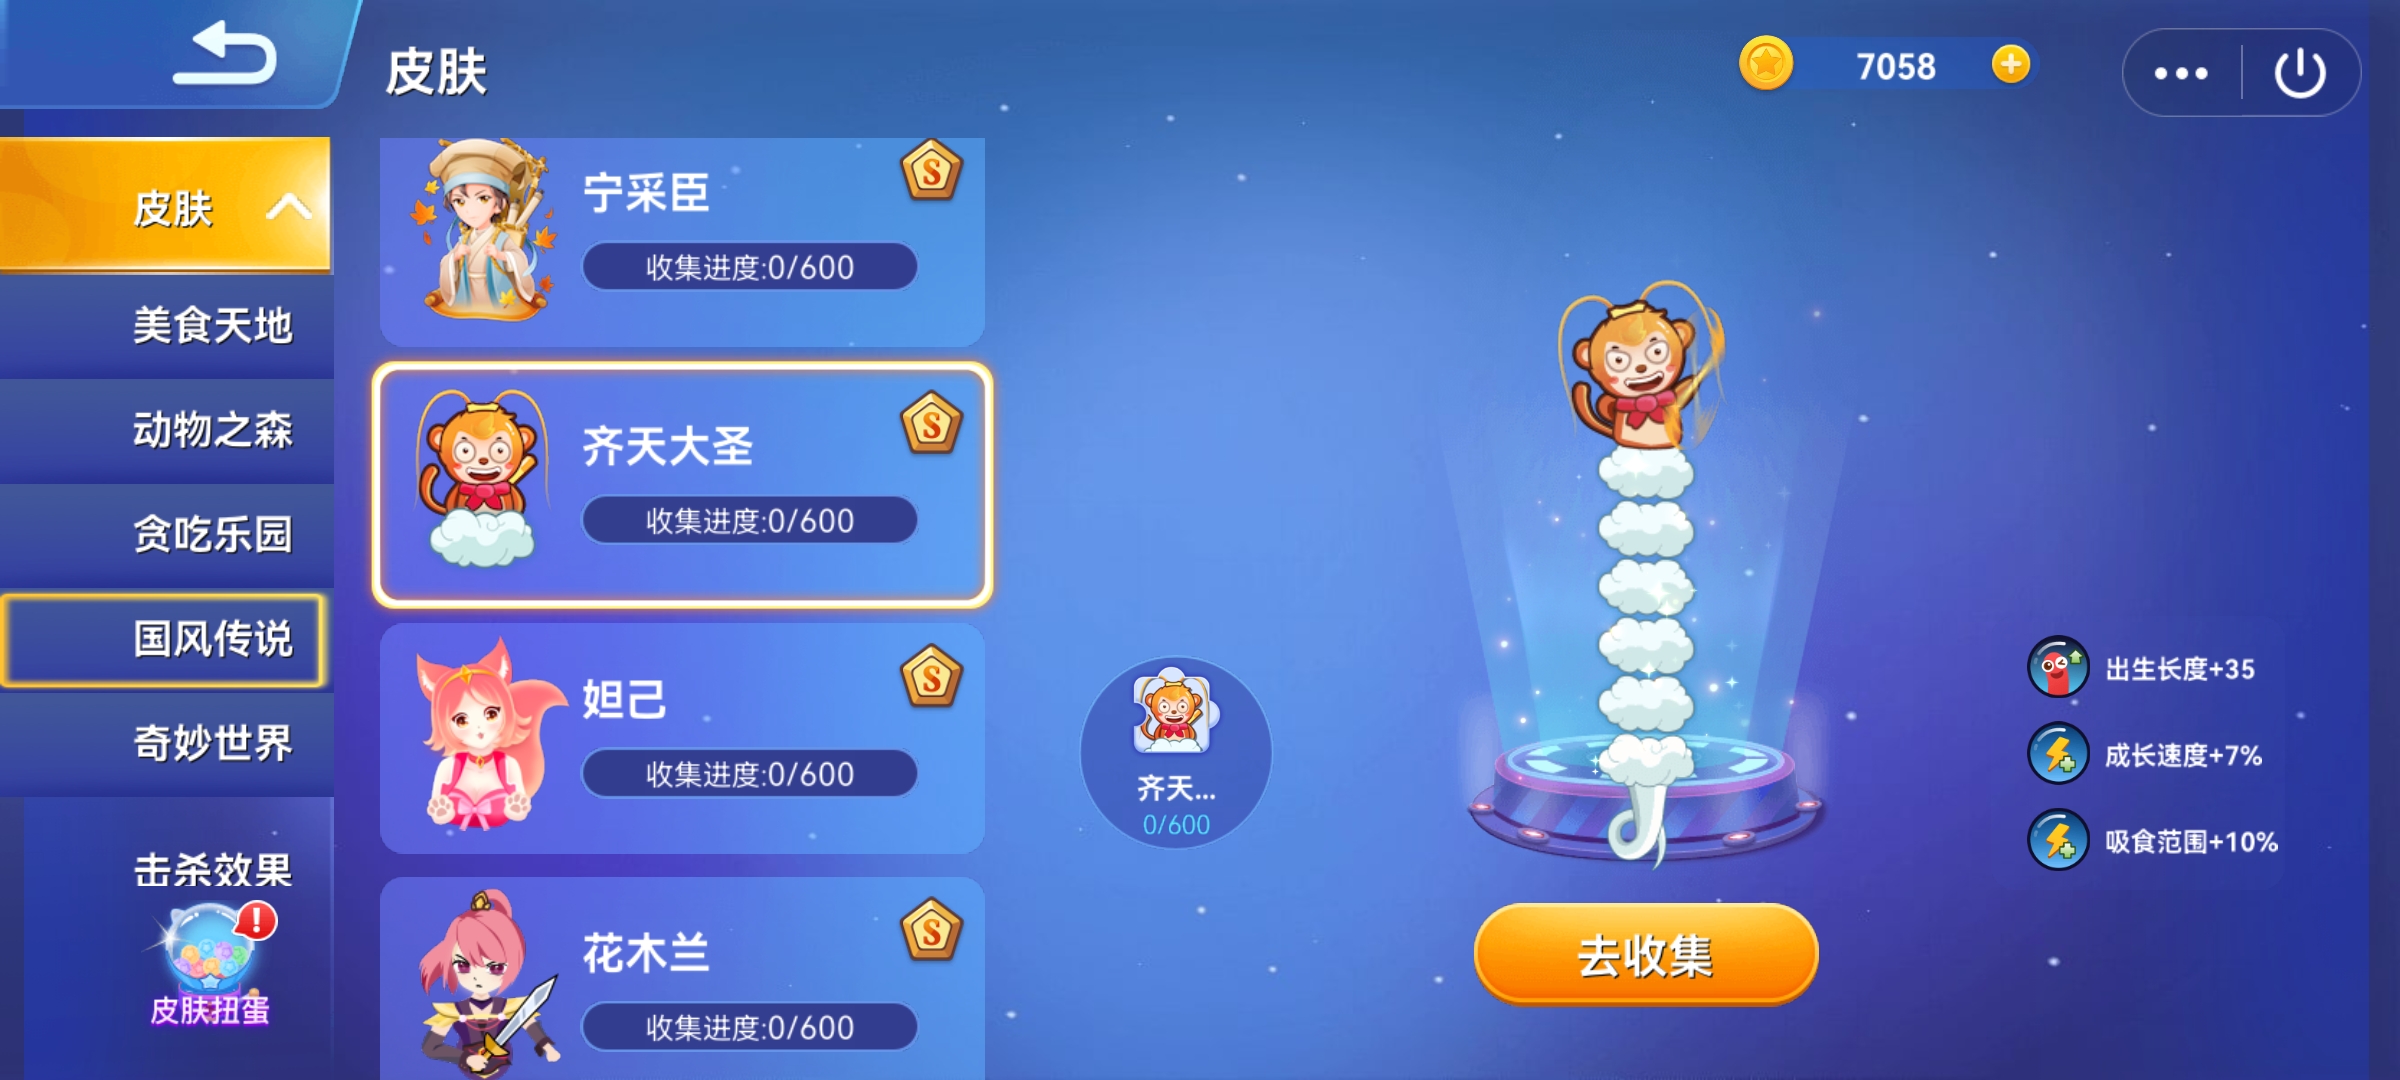 皮肤
7058
皮肤
美食天地
动物之森
贪吃乐园
国风传说
奇妙世界
击杀效果
皮肤扭蛋
宁采臣
S
收集进度:0/600
齐天大圣
S
收集进度:0/600
妲己
S
收集进度:0/600
花木兰
S
收集进度:0/600
齐天...
0/600
出生长度+35
成长速度+7%
吸食范围+10%
去收集